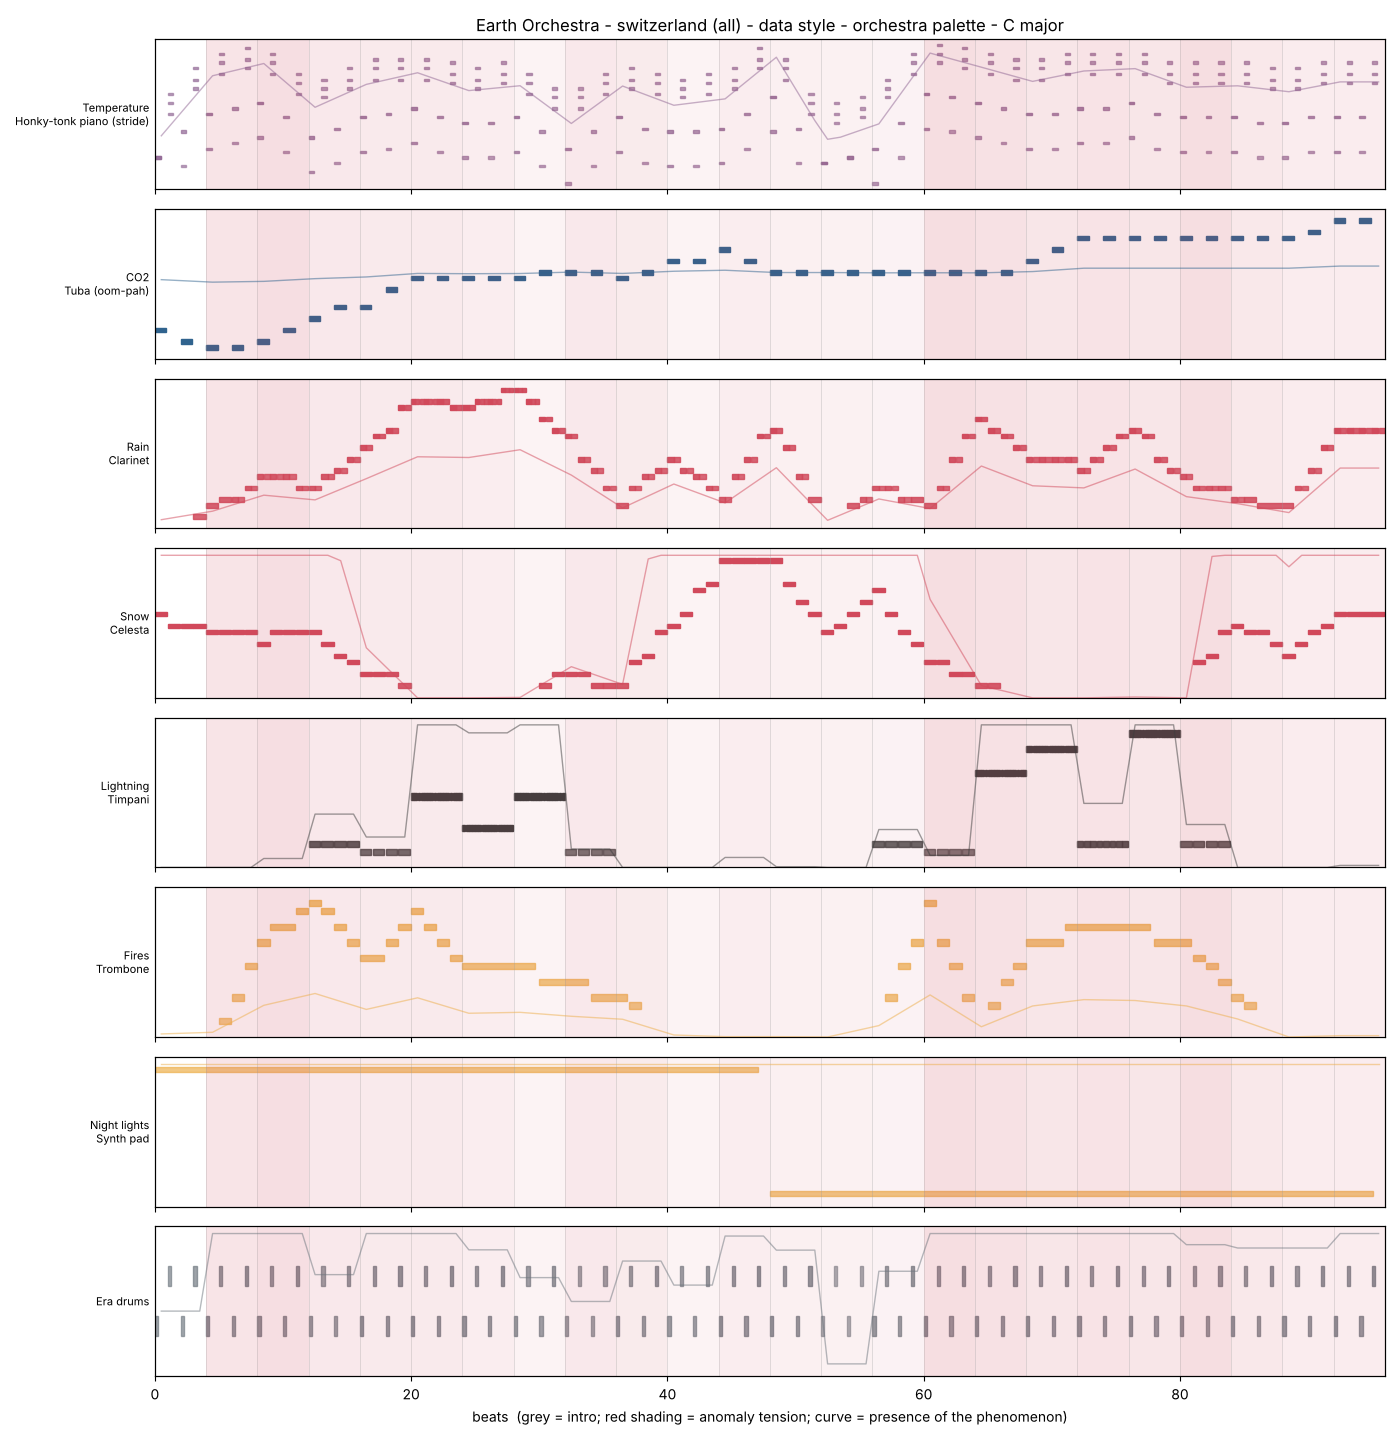 Earth Orchestra - switzerland (all) - data style - orchestra palette - C major
Temperature
Honky-tonk piano (stride)
CO2
Tuba (oom-pah)
Rain
Clarinet
Snow
Celesta
Lightning
Timpani
Fires
Trombone
Night lights
Synth pad
Era drums
0 20 40 60 80
beats  (grey = intro; red shading = anomaly tension; curve = presence of the phenomenon)